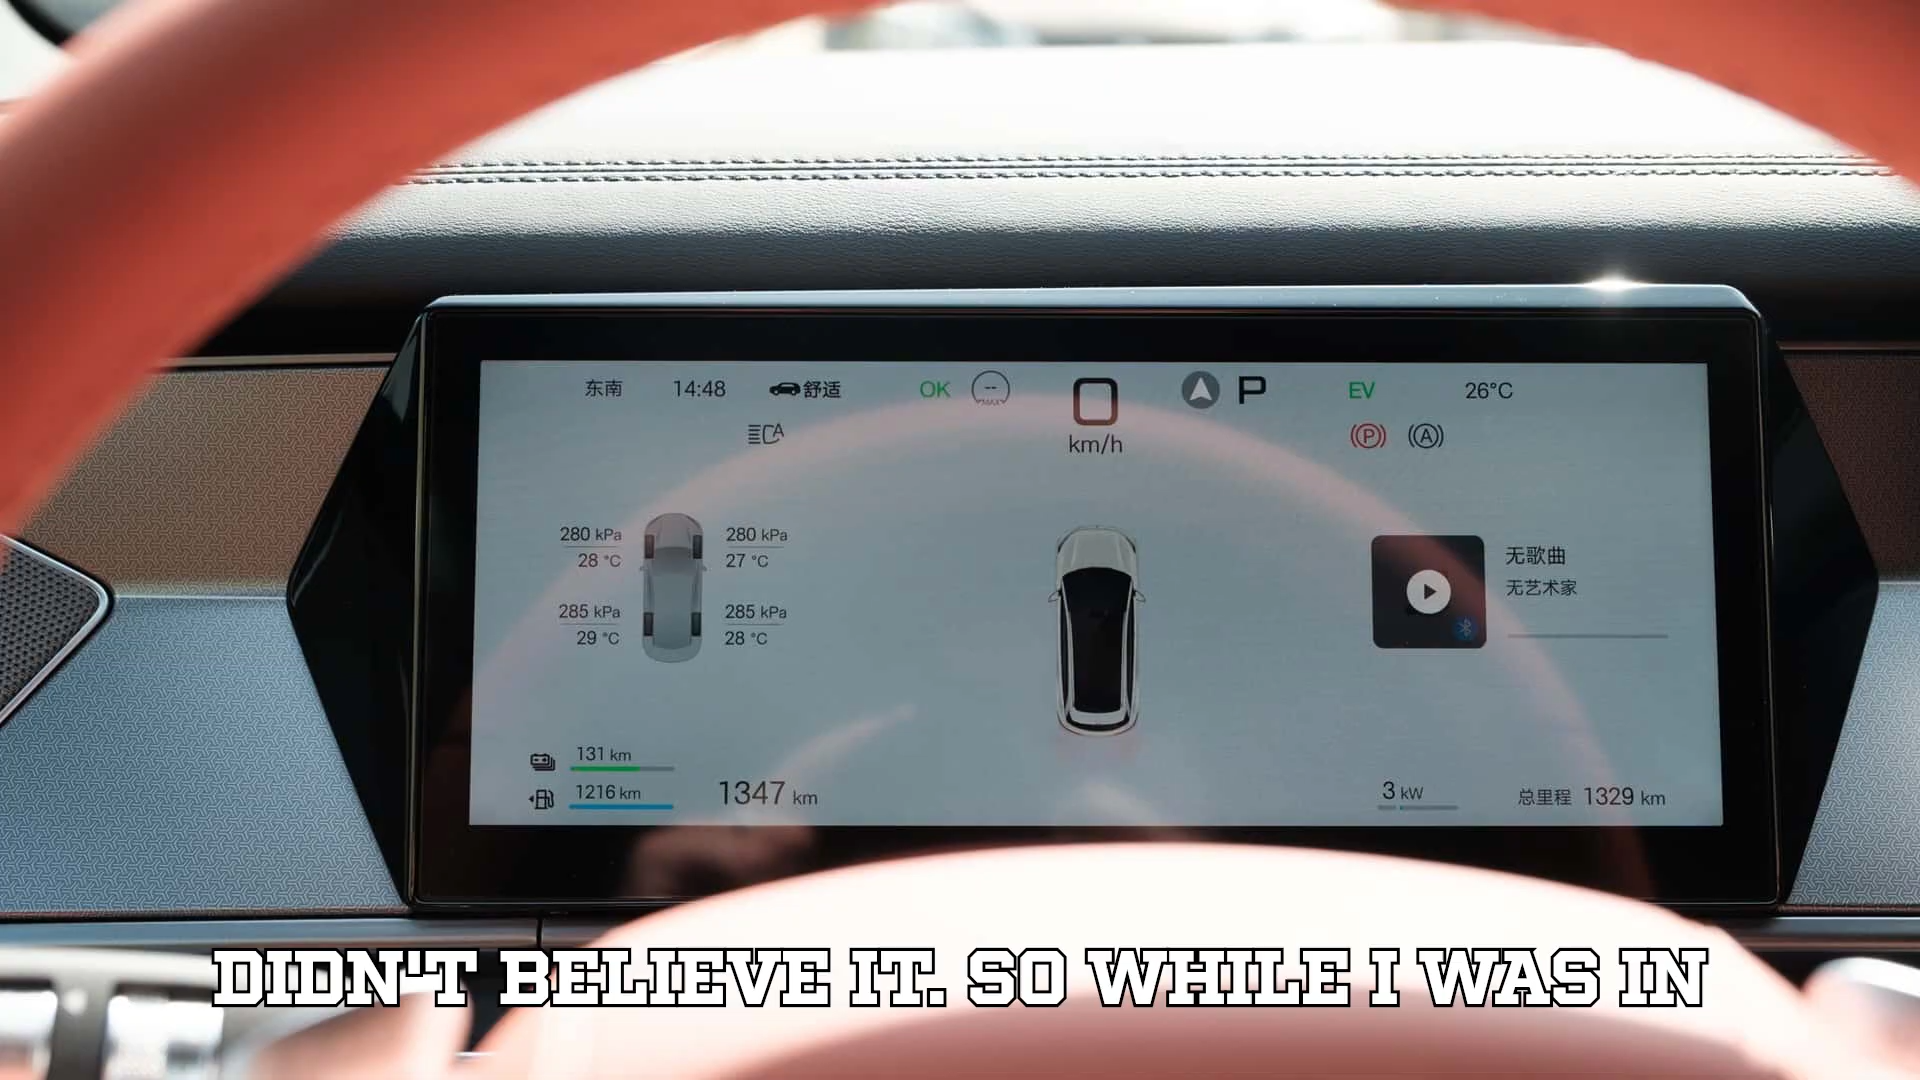 东南 14:48 舒适 OK -- MAX 0 P EV 26°C
A
km/h
P A
280 kPa 280 kPa
28 °C 27 °C
285 kPa 285 kPa
29 °C 28 °C
无歌曲
无艺术家
131 km
1216 km
1347 km
3 kW
总里程 1329 km
DIDN'T BELIEVE IT. SO WHILE I WAS IN